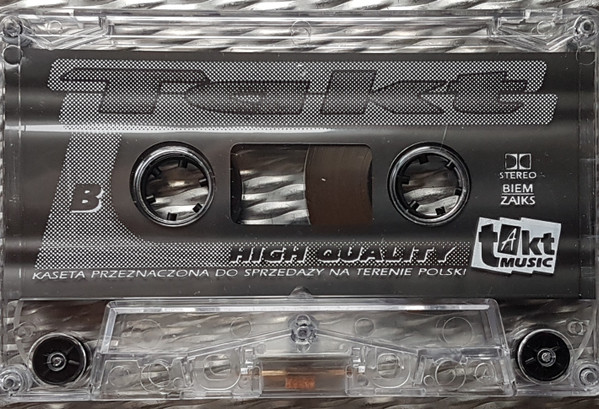 Takt
B
STEREO
BIEM
ZAIKS
takt
MUSIC
HIGH QUALITY
KASETA PRZEZNACZONA DO SPRZEDAŻY NA TERENIE POLSKI